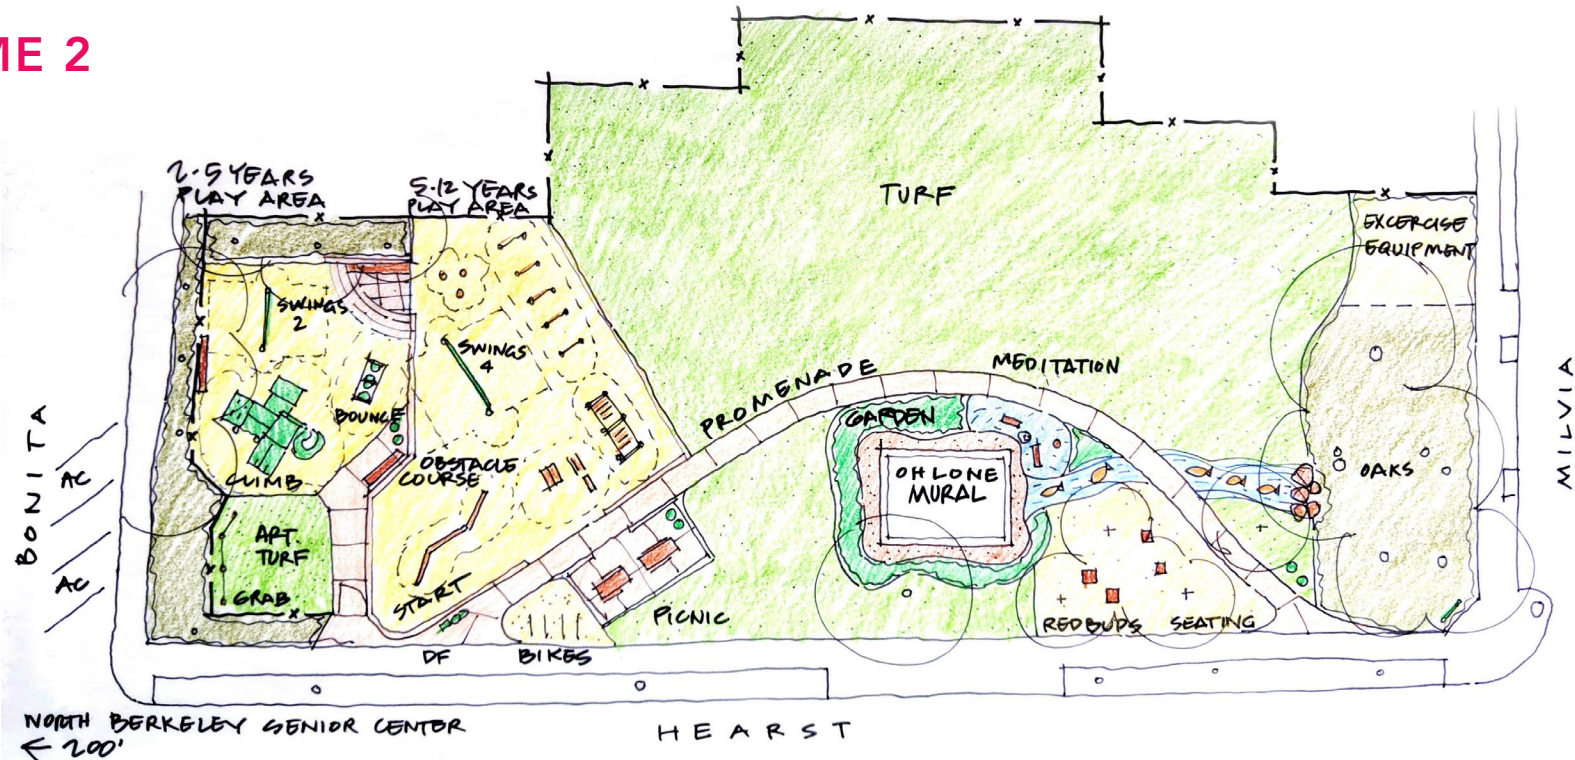 ME 2
2-5 YEARS
PLAY AREA
5-12 YEARS
PLAY AREA
TURF
EXCERCISE
EQUIPMENT
SWINGS
2
SWINGS
4
PROMENADE
MEDITATION
BOUNCE
GARDEN
OHLONE
MURAL
OAKS
OBSTACLE
COURSE
CLIMB
ART.
TURF
GRAB
START
PICNIC
REDBUDS
SEATING
DF
BIKES
BONITA
AC
AC
MILVIA
NORTH BERKELEY SENIOR CENTER
← 200'
HEARST